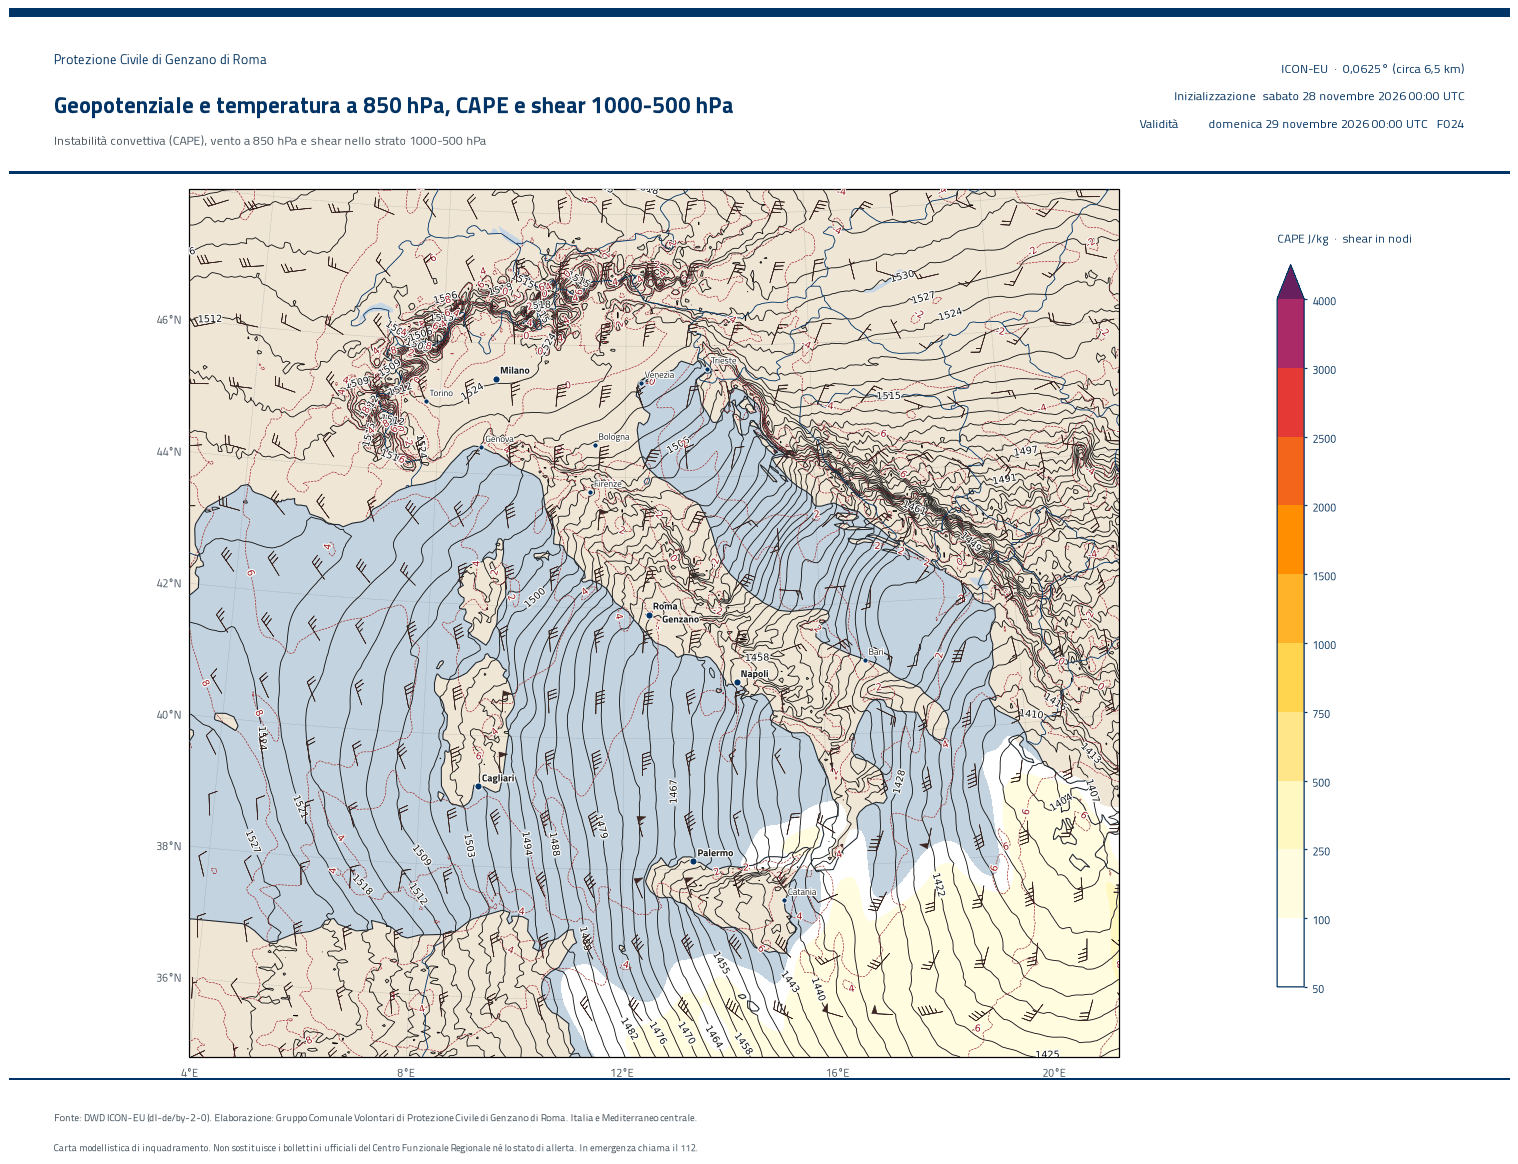 Protezione Civile di Genzano di Roma
Geopotenziale e temperatura a 850 hPa, CAPE e shear 1000-500 hPa
Instabilità convettiva (CAPE), vento a 850 hPa e shear nello strato 1000-500 hPa
ICON-EU · 0,0625° (circa 6,5 km)
Inizializzazione sabato 28 novembre 2026 00:00 UTC
Validità domenica 29 novembre 2026 00:00 UTC F024
CAPE J/kg · shear in nodi
4000
3000
2500
2000
1500
1000
750
500
250
100
50
46°N
44°N
42°N
40°N
38°N
36°N
4°E
8°E
12°E
16°E
20°E
Milano
Torino
Venezia
Trieste
Genova
Bologna
Firenze
Roma
Genzano
Napoli
Bari
Cagliari
Palermo
Catania
1512
1530
1527
1524
1515
1497
1491
1524
1500
1458
1410
1413
1407
1404
1428
1422
1467
1479
1488
1494
1503
1509
1512
1518
1521
1524
1527
1455
1443
1440
1482
1476
1470
1464
1458
1425
Fonte: DWD ICON-EU (dl-de/by-2-0). Elaborazione: Gruppo Comunale Volontari di Protezione Civile di Genzano di Roma. Italia e Mediterraneo centrale.
Carta modellistica di inquadramento. Non sostituisce i bollettini ufficiali del Centro Funzionale Regionale né lo stato di allerta. In emergenza chiama il 112.